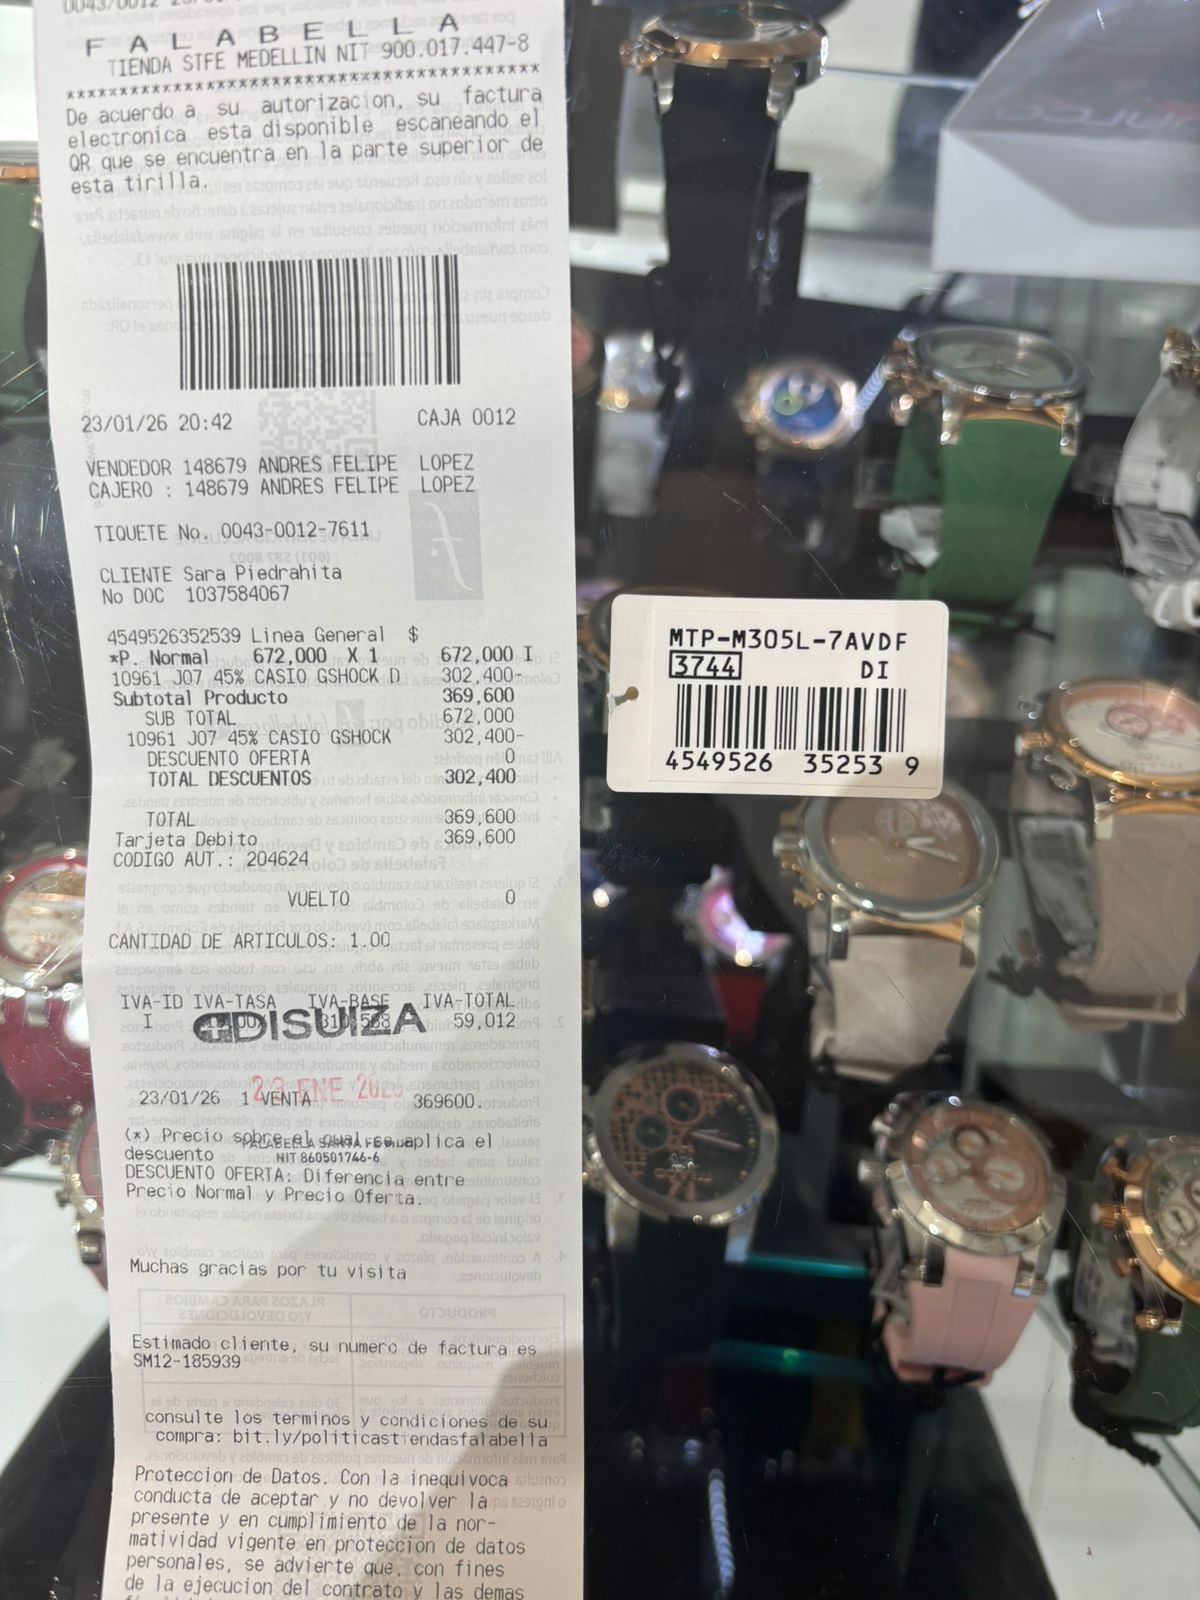 F A L A B E L L A
TIENDA STFE MEDELLIN NIT 900.017.447-8
****************************************
De acuerdo a su autorizacion, su factura
electronica esta disponible escaneando el
QR que se encuentra en la parte superior de
esta tirilla.
23/01/26 20:42 CAJA 0012
VENDEDOR 148679 ANDRES FELIPE LOPEZ
CAJERO : 148679 ANDRES FELIPE LOPEZ
TIQUETE No. 0043-0012-7611
CLIENTE Sara Piedrahita
No DOC 1037584067
4549526352539 Linea General $
*P. Normal 672,000 X 1 672,000 I
10961 J07 45% CASIO GSHOCK D 302,400-
Subtotal Producto 369,600
SUB TOTAL 672,000
10961 J07 45% CASIO GSHOCK 302,400-
DESCUENTO OFERTA 0
TOTAL DESCUENTOS 302,400
TOTAL 369,600
Tarjeta Debito 369,600
CODIGO AUT.: 204624
VUELTO 0
CANTIDAD DE ARTICULOS: 1.00
IVA-ID IVA-TASA IVA-BASE IVA-TOTAL
I 59,012
DISUIZA
23 ENE 2026
23/01/26 1 VENTA 369600.
(*) Precio sobre el cual se aplica el
descuento
NIT 860501746-6
DESCUENTO OFERTA: Diferencia entre
Precio Normal y Precio Oferta.
Muchas gracias por tu visita
Estimado cliente, su numero de factura es
SM12-185939
consulte los terminos y condiciones de su
compra: bit.ly/politicastiendasfalabella
Proteccion de Datos. Con la inequivoca
conducta de aceptar y no devolver la
presente y en cumplimiento de la nor-
matividad vigente en proteccion de datos
personales, se advierte que, con fines
de la ejecucion del contrato y las demas
MTP-M305L-7AVDF
3744 DI
4549526 35253 9